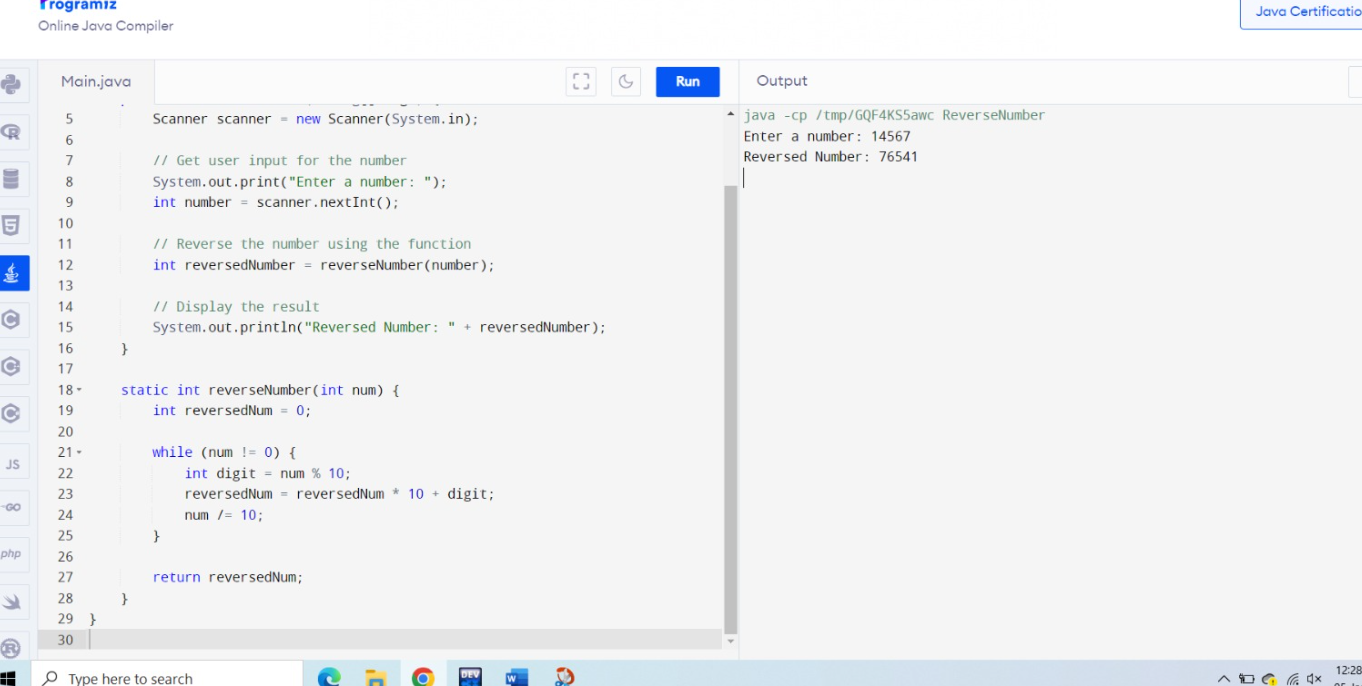 Programiz
Online Java Compiler
Java Certificatio
Main.java
Run
Output
5 Scanner scanner = new Scanner(System.in);
6
7 // Get user input for the number
8 System.out.print("Enter a number: ");
9 int number = scanner.nextInt();
10
11 // Reverse the number using the function
12 int reversedNumber = reverseNumber(number);
13
14 // Display the result
15 System.out.println("Reversed Number: " + reversedNumber);
16 }
17
18 static int reverseNumber(int num) {
19 int reversedNum = 0;
20
21 while (num != 0) {
22 int digit = num % 10;
23 reversedNum = reversedNum * 10 + digit;
24 num /= 10;
25 }
26
27 return reversedNum;
28 }
29 }
30
java -cp /tmp/GQF4KS5awc ReverseNumber
Enter a number: 14567
Reversed Number: 76541
R
5
C
C
C
JS
GO
php
R
Type here to search
DEV
W
12:28